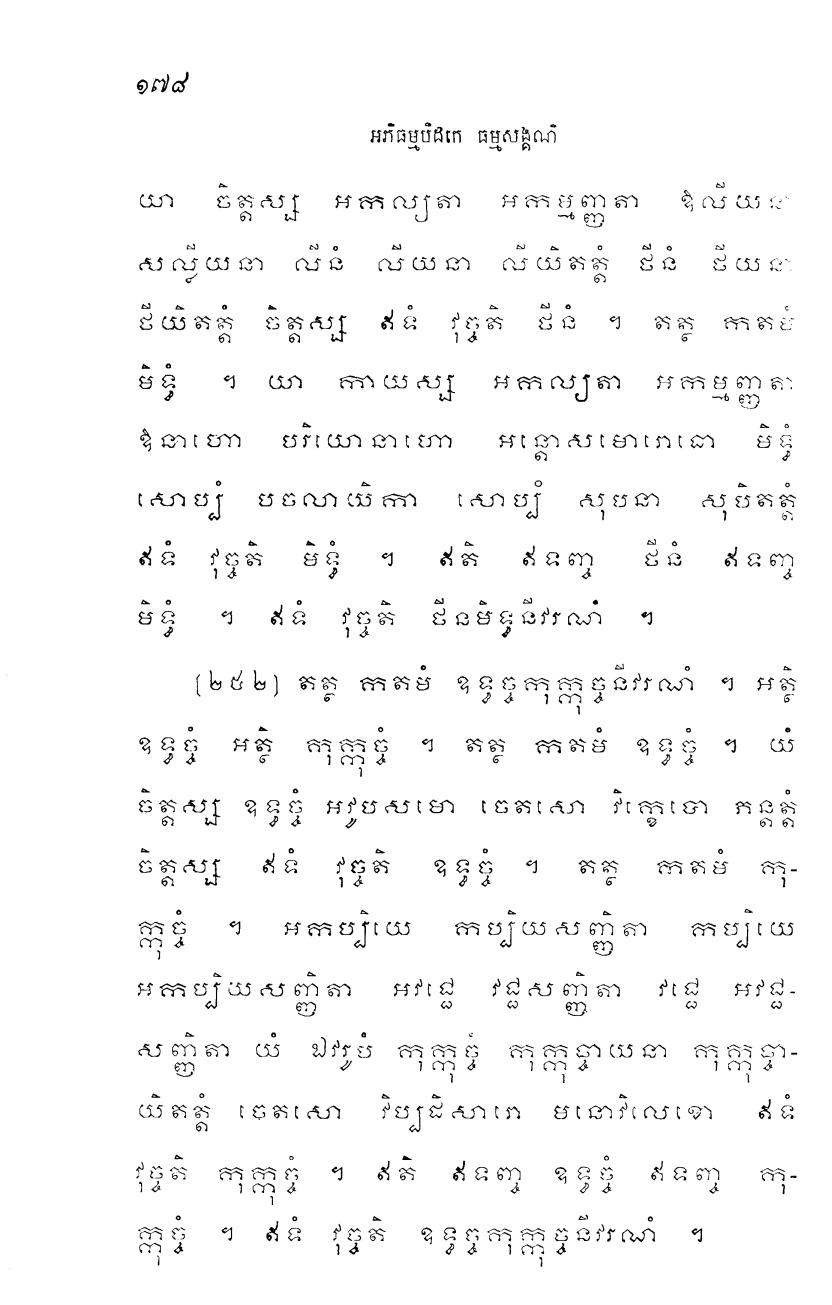 ១៧៨
អភិធម្មបិដកេ ធម្មសង្គណិ
យា ចិត្តស្ស អកល្យតា អកម្មញ្ញតា ឱលីយនា
សល្លីយនា លីនំ លីយនា លីយិតត្តំ ថីនំ ថីយនា
ថីយិតត្តំ ចិត្តស្ស ឥទំ វុច្ចតិ ថីនំ ។ តត្ថ កតមំ
មិទ្ធំ ។ យា កាយស្ស អកល្យតា អកម្មញ្ញតា
ឱនាហោ បរិយោនាហោ អន្តោសមោរោធោ មិទ្ធំ
សោប្បំ បចលាយិកា សោប្បំ សុបនា សុបិតត្តំ
ឥទំ វុច្ចតិ មិទ្ធំ ។ ឥតិ ឥទញ្ច ថីនំ ឥទញ្ច
មិទ្ធំ ។ ឥទំ វុច្ចតិ ថីនមិទ្ធនីវរណំ ។
(២៥២) តត្ថ កតមំ ឧទ្ធច្ចកុក្កុច្ចនីវរណំ ។ អត្ថិ
ឧទ្ធច្ចំ អត្ថិ កុក្កុច្ចំ ។ តត្ថ កតមំ ឧទ្ធច្ចំ ។ យំ
ចិត្តស្ស ឧទ្ធច្ចំ អវូបសមោ ចេតសោ វិក្ខេបោ ភន្តត្តំ
ចិត្តស្ស ឥទំ វុច្ចតិ ឧទ្ធច្ចំ ។ តត្ថ កតមំ កុ-
ក្កុច្ចំ ។ អកប្បិយេ កប្បិយសញ្ញិតា កប្បិយេ
អកប្បិយសញ្ញិតា អវជ្ជេ វជ្ជសញ្ញិតា វជ្ជេ អវជ្ជ-
សញ្ញិតា យំ ឯវរូបំ កុក្កុច្ចំ កុក្កុច្ចាយនា កុក្កុច្ចា-
យិតត្តំ ចេតសោ វិប្បដិសារោ មនោវិលេខោ ឥទំ
វុច្ចតិ កុក្កុច្ចំ ។ ឥតិ ឥទញ្ច ឧទ្ធច្ចំ ឥទញ្ច កុ-
ក្កុច្ចំ ។ ឥទំ វុច្ចតិ ឧទ្ធច្ចកុក្កុច្ចនីវរណំ ។